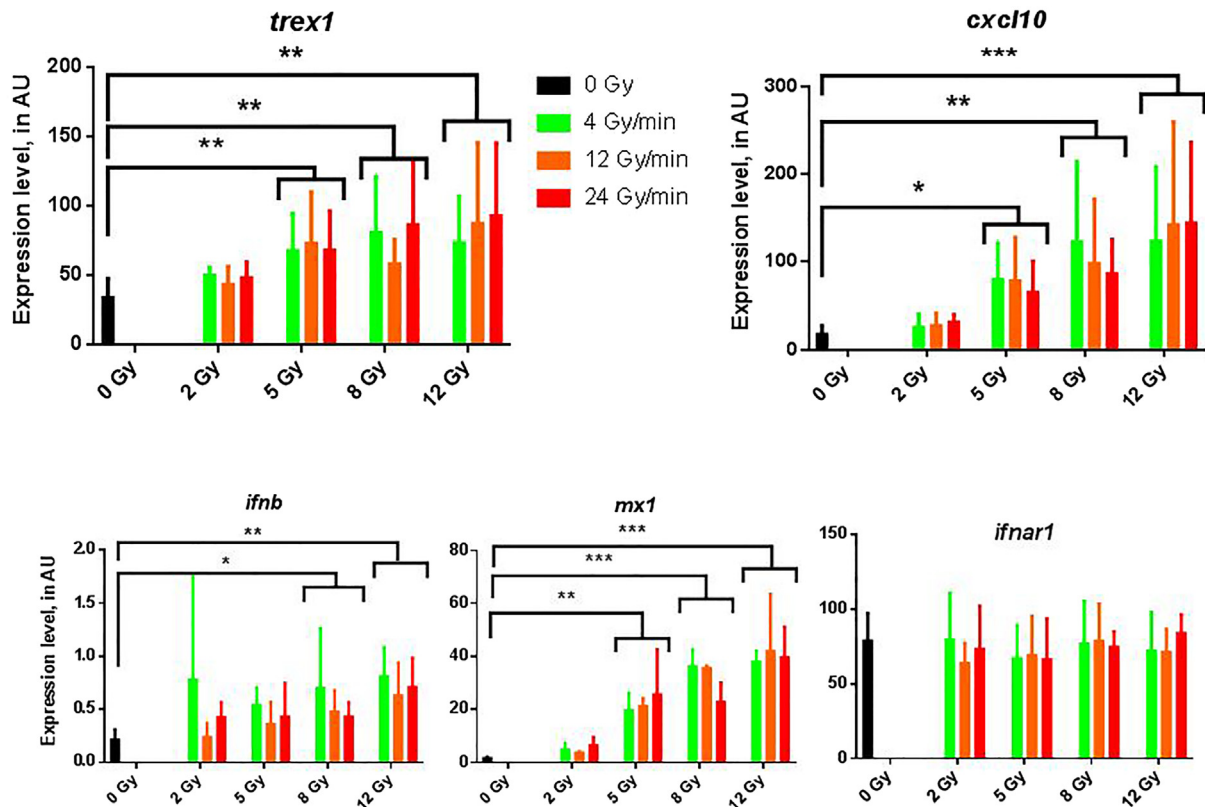 trex1
**
**
**
Expression level, in AU
200
150
100
50
0
0 Gy
2 Gy
5 Gy
8 Gy
12 Gy
0 Gy
4 Gy/min
12 Gy/min
24 Gy/min
cxcl10
***
**
*
Expression level, in AU
300
200
100
0
0 Gy
2 Gy
5 Gy
8 Gy
12 Gy
ifnb
**
*
Expression level, in AU
2.0
1.5
1.0
0.5
0.0
0 Gy
2 Gy
5 Gy
8 Gy
12 Gy
mx1
***
***
**
80
60
40
20
0
0 Gy
2 Gy
5 Gy
8 Gy
12 Gy
ifnar1
150
100
50
0
0 Gy
2 Gy
5 Gy
8 Gy
12 Gy